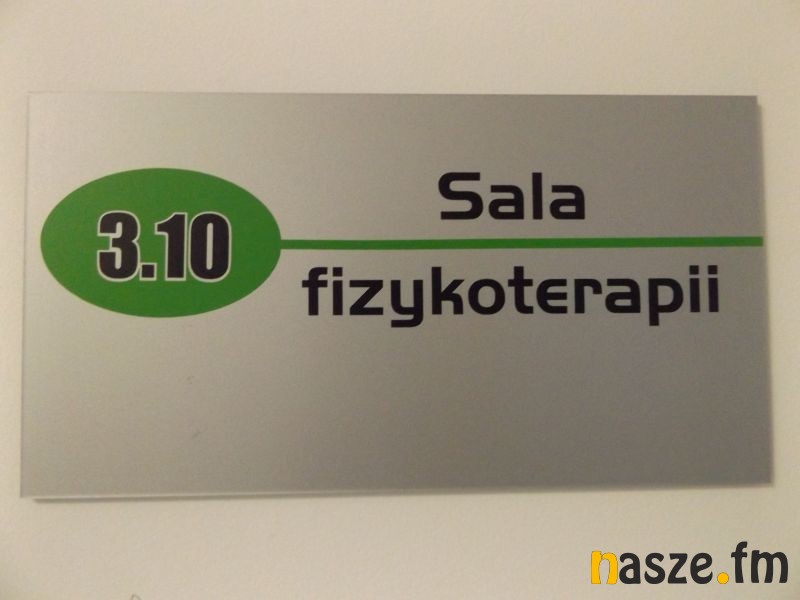 3.10
Sala
fizykoterapii
nasze.fm